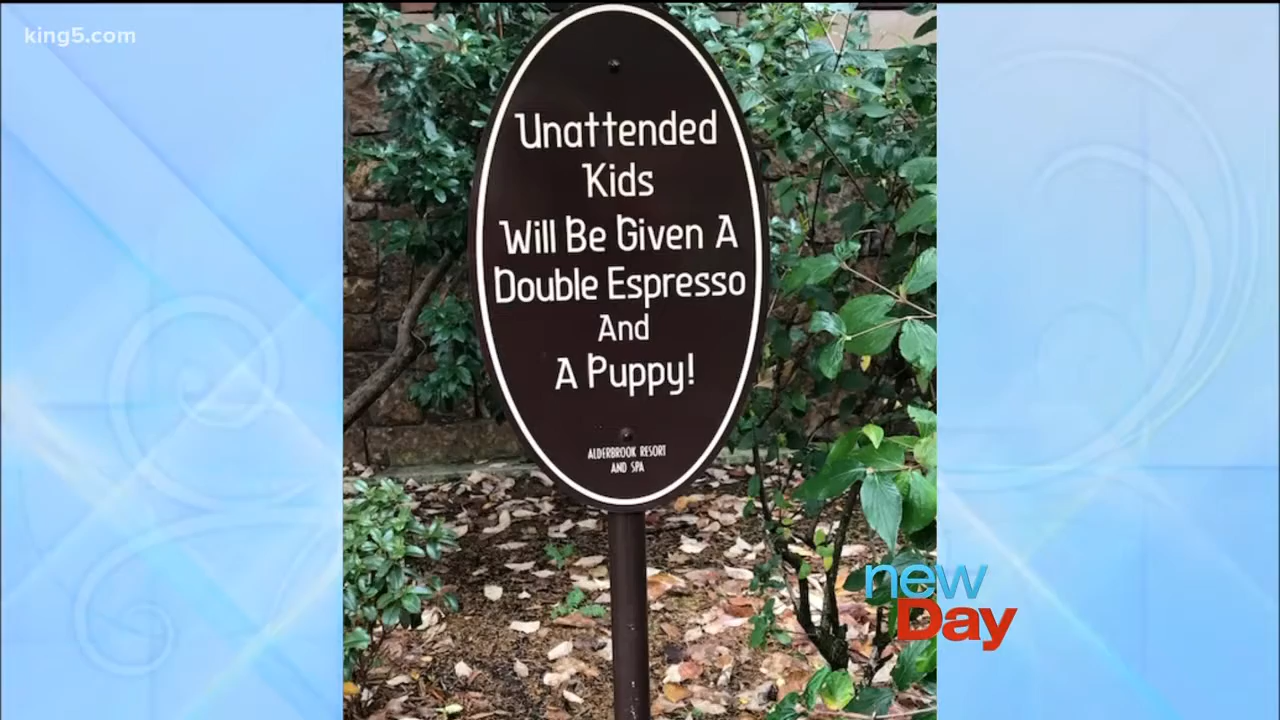 king5.com
Unattended
Kids
Will Be Given A
Double Espresso
And
A Puppy!
ALDERBROOK RESORT
AND SPA
new
Day